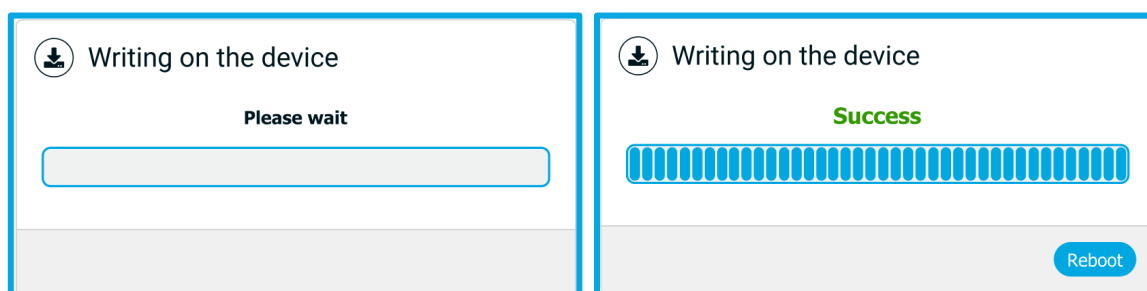 Writing on the device
Please wait
Writing on the device
Success
Reboot